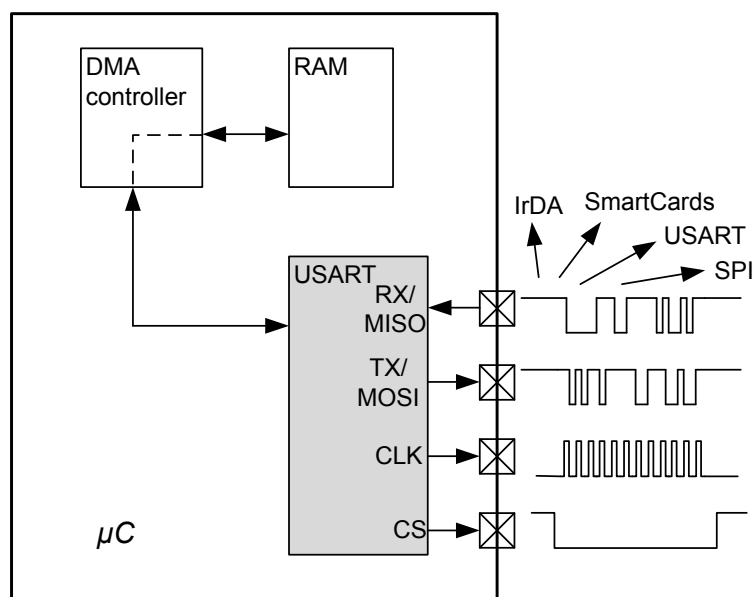 DMA
controller
RAM
IrDA
SmartCards
USART
SPI
USART
RX/
MISO
TX/
MOSI
CLK
CS
µC